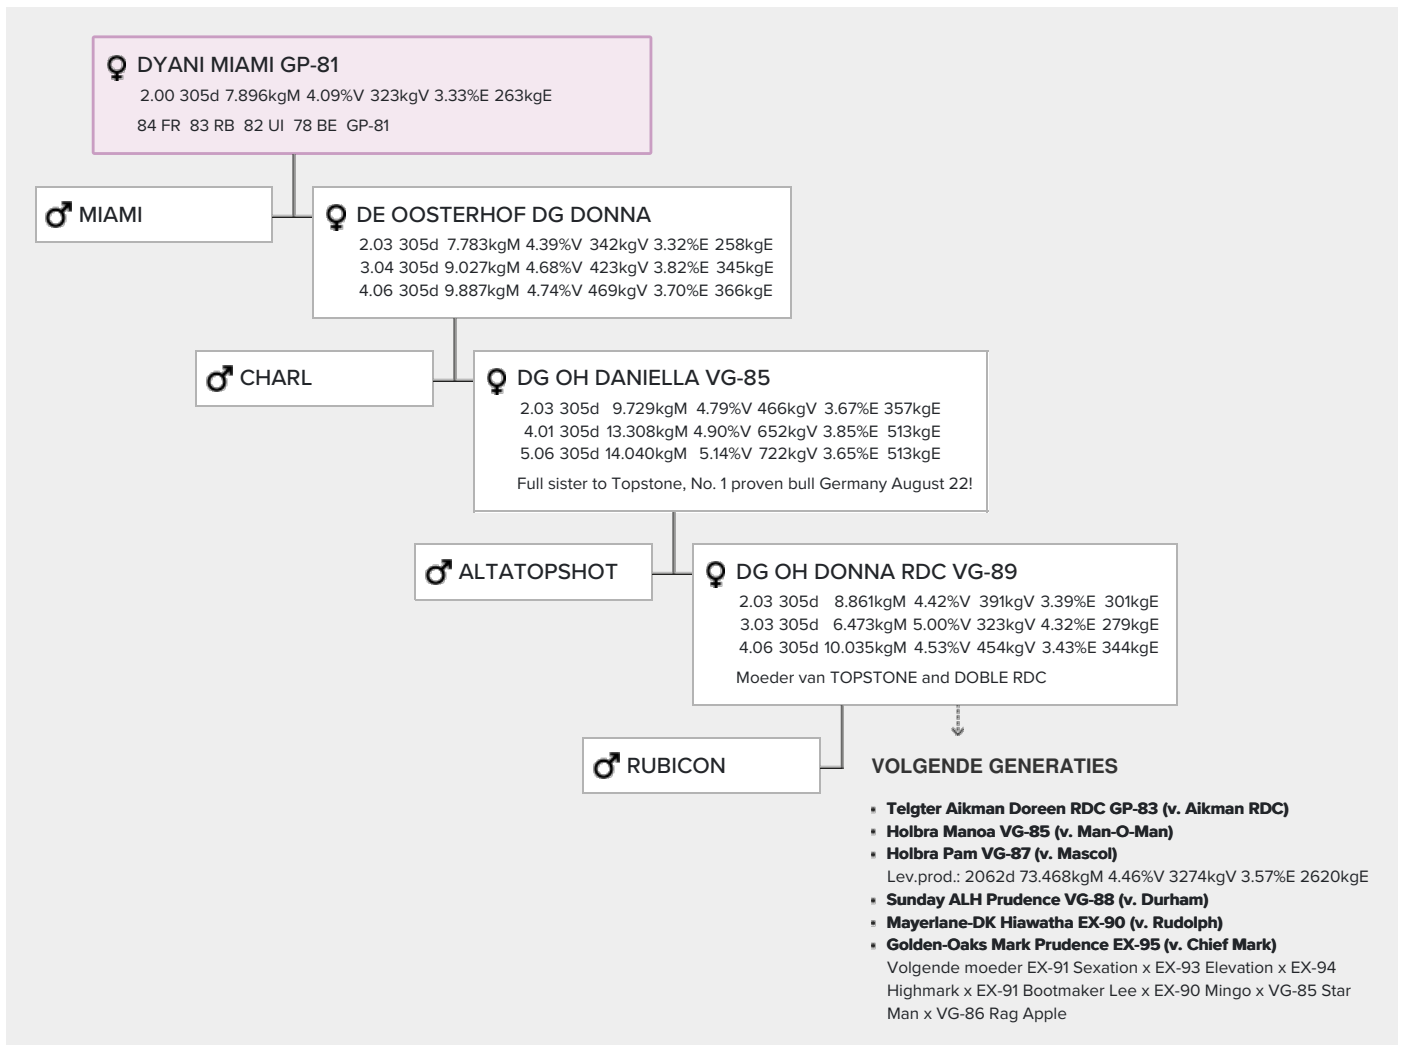 DYANI MIAMI GP-81
2.00 305d 7.896kgM 4.09%V 323kgV 3.33%E 263kgE
84 FR 83 RB 82 UI 78 BE GP-81
MIAMI
DE OOSTERHOF DG DONNA
2.03 305d 7.783kgM 4.39%V 342kgV 3.32%E 258kgE
3.04 305d 9.027kgM 4.68%V 423kgV 3.82%E 345kgE
4.06 305d 9.887kgM 4.74%V 469kgV 3.70%E 366kgE
CHARL
DG OH DANIELLA VG-85
2.03 305d 9.729kgM 4.79%V 466kgV 3.67%E 357kgE
4.01 305d 13.308kgM 4.90%V 652kgV 3.85%E 513kgE
5.06 305d 14.040kgM 5.14%V 722kgV 3.65%E 513kgE
Full sister to Topstone, No. 1 proven bull Germany August 22!
ALTATOPSHOT
DG OH DONNA RDC VG-89
2.03 305d 8.861kgM 4.42%V 391kgV 3.39%E 301kgE
3.03 305d 6.473kgM 5.00%V 323kgV 4.32%E 279kgE
4.06 305d 10.035kgM 4.53%V 454kgV 3.43%E 344kgE
Moeder van TOPSTONE and DOBLE RDC
RUBICON
VOLGENDE GENERATIES
Telgter Aikman Doreen RDC GP-83 (v. Aikman RDC)
Holbra Manoa VG-85 (v. Man-O-Man)
Holbra Pam VG-87 (v. Mascol)
Lev.prod.: 2062d 73.468kgM 4.46%V 3274kgV 3.57%E 2620kgE
Sunday ALH Prudence VG-88 (v. Durham)
Mayerlane-DK Hiawatha EX-90 (v. Rudolph)
Golden-Oaks Mark Prudence EX-95 (v. Chief Mark)
Volgende moeder EX-91 Sexation x EX-93 Elevation x EX-94
Highmark x EX-91 Bootmaker Lee x EX-90 Mingo x VG-85 Star
Man x VG-86 Rag Apple